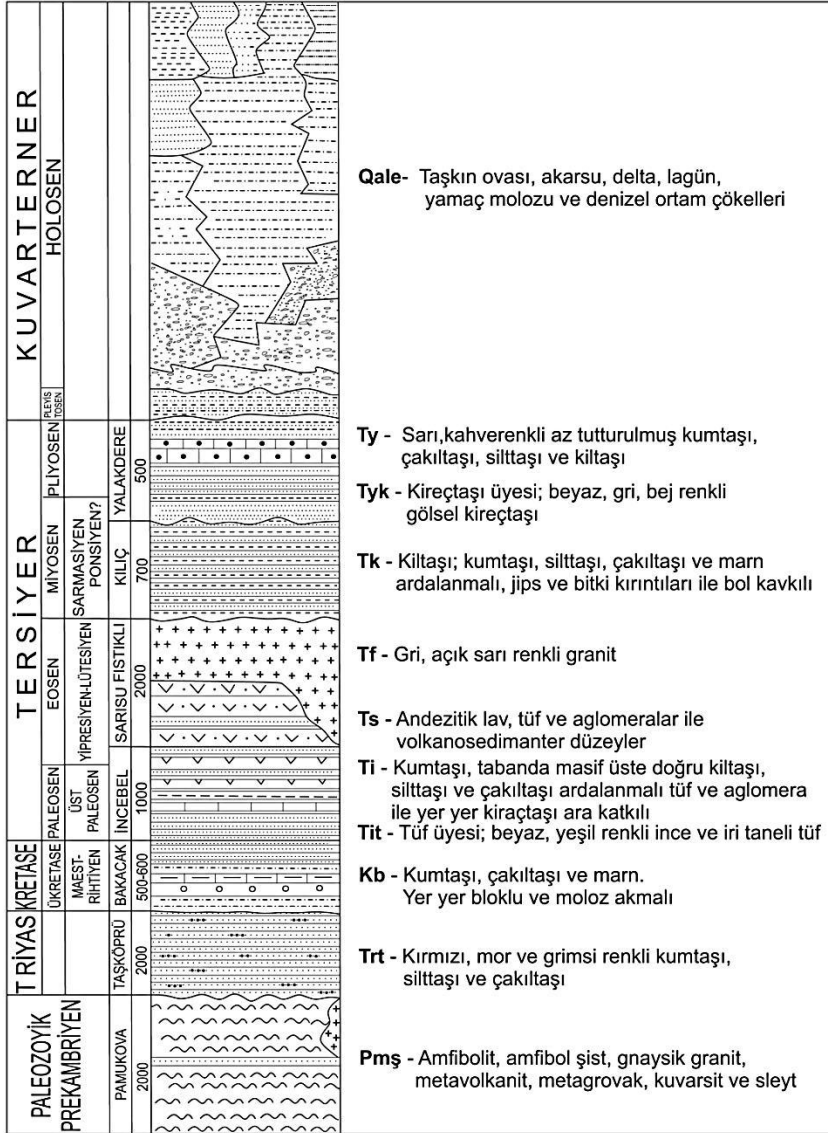 KUVARTERNER
HOLOSEN
PLEYİS
TOSEN
Qale- Taşkın ovası, akarsu, delta, lagün,
yamaç molozu ve denizel ortam çökelleri
TERSİYER
PLİYOSEN
YALAKDERE
500
Ty - Sarı,kahverenkli az tutturulmuş kumtaşı,
çakıltaşı, silttaşı ve kiltaşı
Tyk - Kireçtaşı üyesi; beyaz, gri, bej renkli
gölsel kireçtaşı
MİYOSEN
SARMASİYEN
PONSİYEN?
KILIÇ
700
Tk - Kiltaşı; kumtaşı, silttaşı, çakıltaşı ve marn
ardalanmalı, jips ve bitki kırıntıları ile bol kavkılı
EOSEN
YİPRESİYEN-LÜTESİYEN
SARISU FISTIKLI
2000
Tf - Gri, açık sarı renkli granit
Ts - Andezitik lav, tüf ve aglomeralar ile
volkanosedimanter düzeyler
PALEOSEN
ÜST
PALEOSEN
İNCEBEL
1000
Ti - Kumtaşı, tabanda masif üste doğru kiltaşı,
silttaşı ve çakıltaşı ardalanmalı tüf ve aglomera
ile yer yer kiraçtaşı ara katkılı
Tit - Tüf üyesi; beyaz, yeşil renkli ince ve iri taneli tüf
KRETASE
ÜKRETASE
MAEST-
RİHTİYEN
BAKACAK
500-600
Kb - Kumtaşı, çakıltaşı ve marn.
Yer yer bloklu ve moloz akmalı
TRİYAS
TAŞKÖPRÜ
2000
Trt - Kırmızı, mor ve grimsi renkli kumtaşı,
silttaşı ve çakıltaşı
PALEOZOYİK
PREKAMBRİYEN
PAMUKOVA
2000
Pmş - Amfibolit, amfibol şist, gnaysik granit,
metavolkanit, metagrovak, kuvarsit ve sleyt